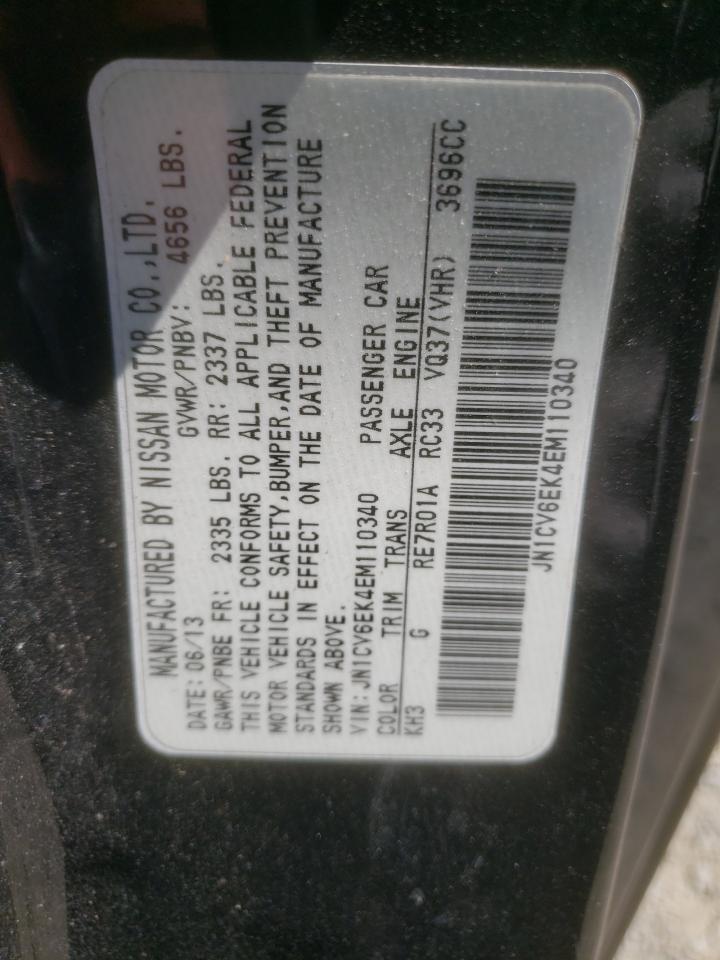 MANUFACTURED BY NISSAN MOTOR CO.,LTD.
DATE: 06/13 GVWR/PNBV: 4656 LBS.
GAWR/PNBE FR: 2335 LBS. RR: 2337 LBS.
THIS VEHICLE CONFORMS TO ALL APPLICABLE FEDERAL
MOTOR VEHICLE SAFETY,BUMPER,AND THEFT PREVENTION
STANDARDS IN EFFECT ON THE DATE OF MANUFACTURE
SHOWN ABOVE.
VIN:JN1CV6EK4EM110340 PASSENGER CAR
COLOR TRIM TRANS AXLE ENGINE
KH3 G RE7R01A RC33 VQ37(VHR) 3696CC
JN1CV6EK4EM110340